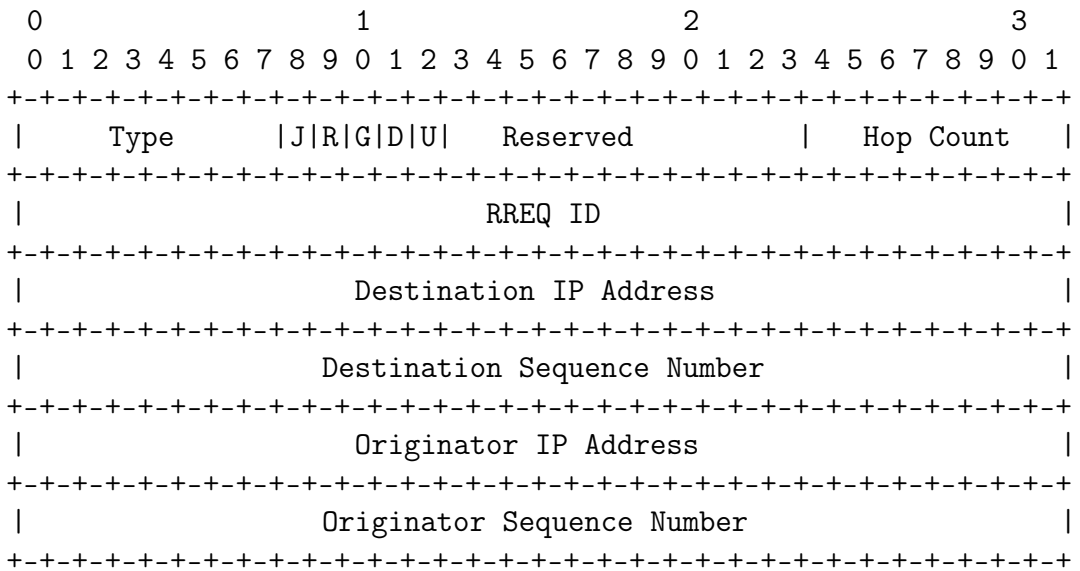 0 1 2 3
0 1 2 3 4 5 6 7 8 9 0 1 2 3 4 5 6 7 8 9 0 1 2 3 4 5 6 7 8 9 0 1
+-+-+-+-+-+-+-+-+-+-+-+-+-+-+-+-+-+-+-+-+-+-+-+-+-+-+-+-+-+-+-+-+
| Type |J|R|G|D|U| Reserved | Hop Count |
+-+-+-+-+-+-+-+-+-+-+-+-+-+-+-+-+-+-+-+-+-+-+-+-+-+-+-+-+-+-+-+-+
| RREQ ID |
+-+-+-+-+-+-+-+-+-+-+-+-+-+-+-+-+-+-+-+-+-+-+-+-+-+-+-+-+-+-+-+-+
| Destination IP Address |
+-+-+-+-+-+-+-+-+-+-+-+-+-+-+-+-+-+-+-+-+-+-+-+-+-+-+-+-+-+-+-+-+
| Destination Sequence Number |
+-+-+-+-+-+-+-+-+-+-+-+-+-+-+-+-+-+-+-+-+-+-+-+-+-+-+-+-+-+-+-+-+
| Originator IP Address |
+-+-+-+-+-+-+-+-+-+-+-+-+-+-+-+-+-+-+-+-+-+-+-+-+-+-+-+-+-+-+-+-+
| Originator Sequence Number |
+-+-+-+-+-+-+-+-+-+-+-+-+-+-+-+-+-+-+-+-+-+-+-+-+-+-+-+-+-+-+-+-+